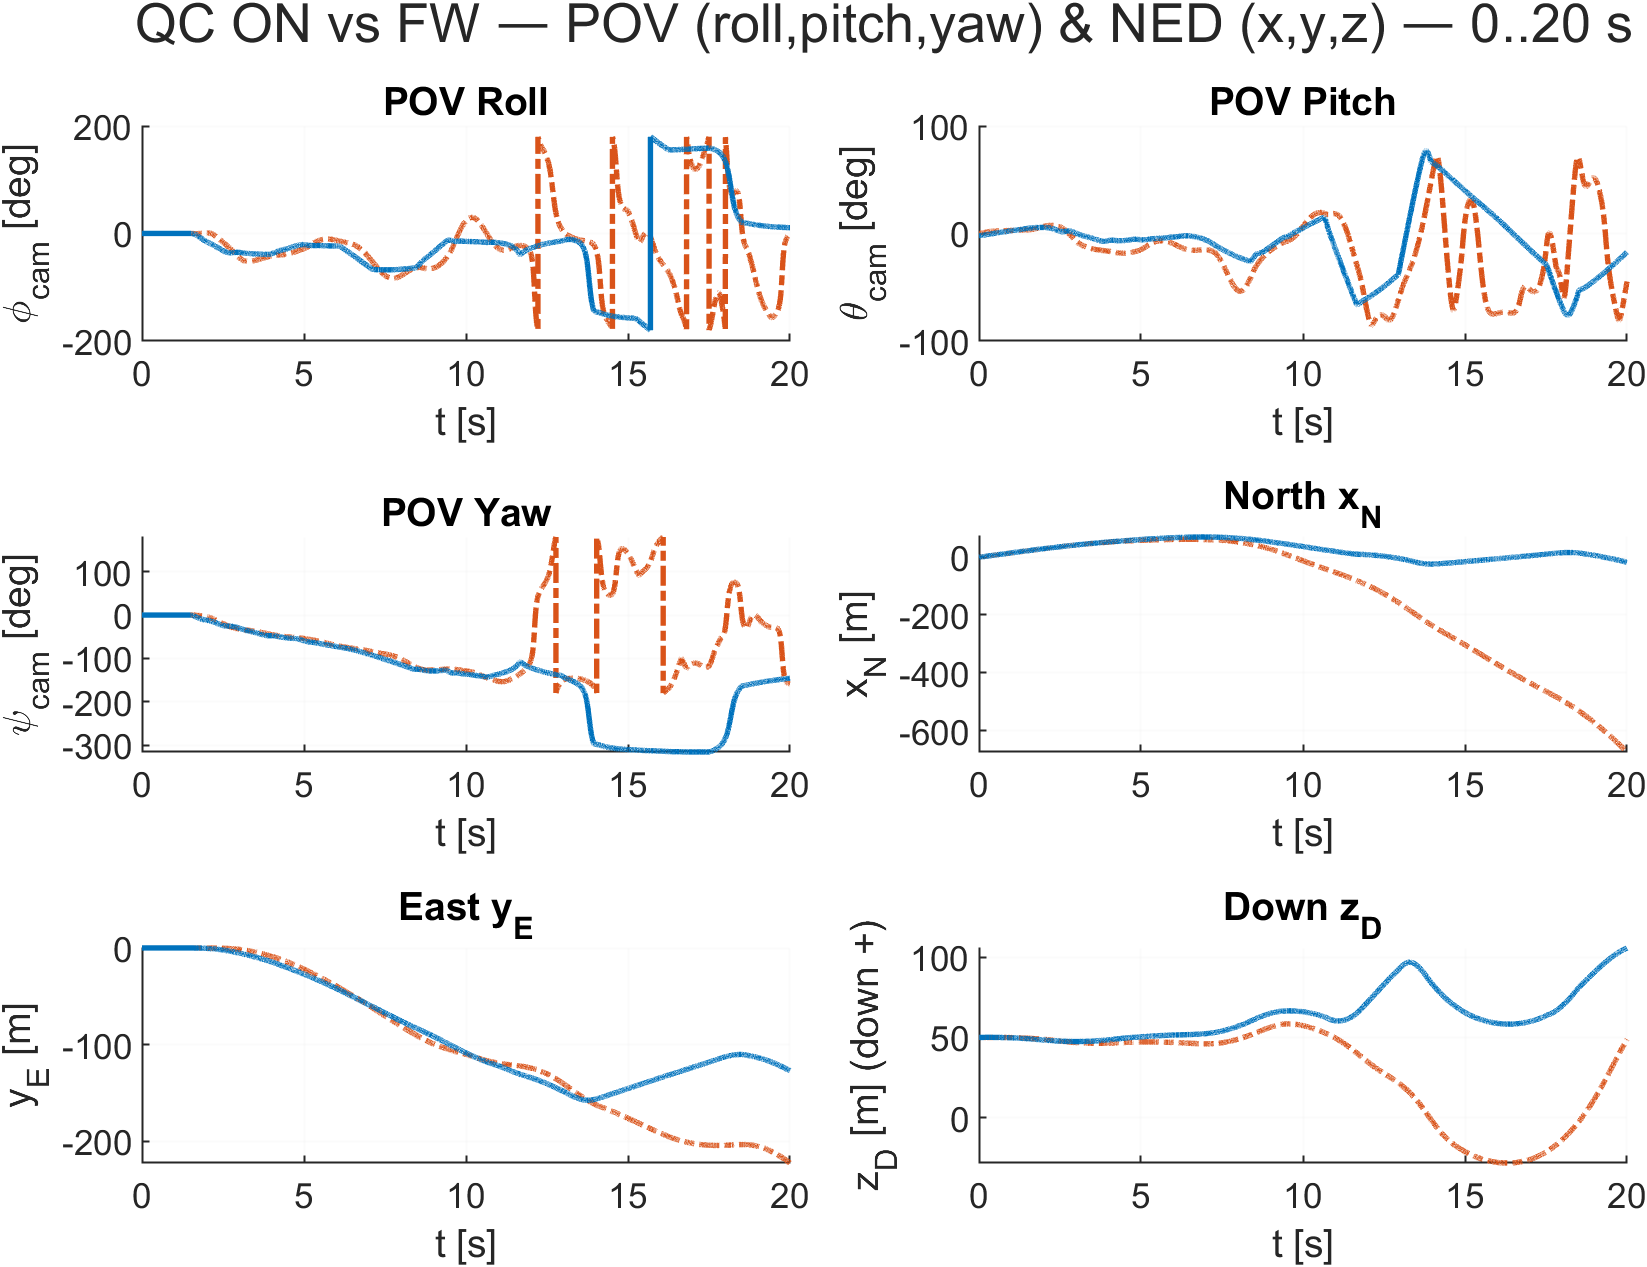 QC ON vs FW — POV (roll,pitch,yaw) & NED (x,y,z) — 0..20 s
POV Roll
200
0
-200
ϕcam [deg]
0 5 10 15 20
t [s]
POV Pitch
100
0
-100
θcam [deg]
0 5 10 15 20
t [s]
POV Yaw
100
0
-100
-200
-300
ψcam [deg]
0 5 10 15 20
t [s]
North xN
0
-200
-400
-600
xN [m]
0 5 10 15 20
t [s]
East yE
0
-100
-200
yE [m]
0 5 10 15 20
t [s]
Down zD
100
50
0
zD [m] (down +)
0 5 10 15 20
t [s]